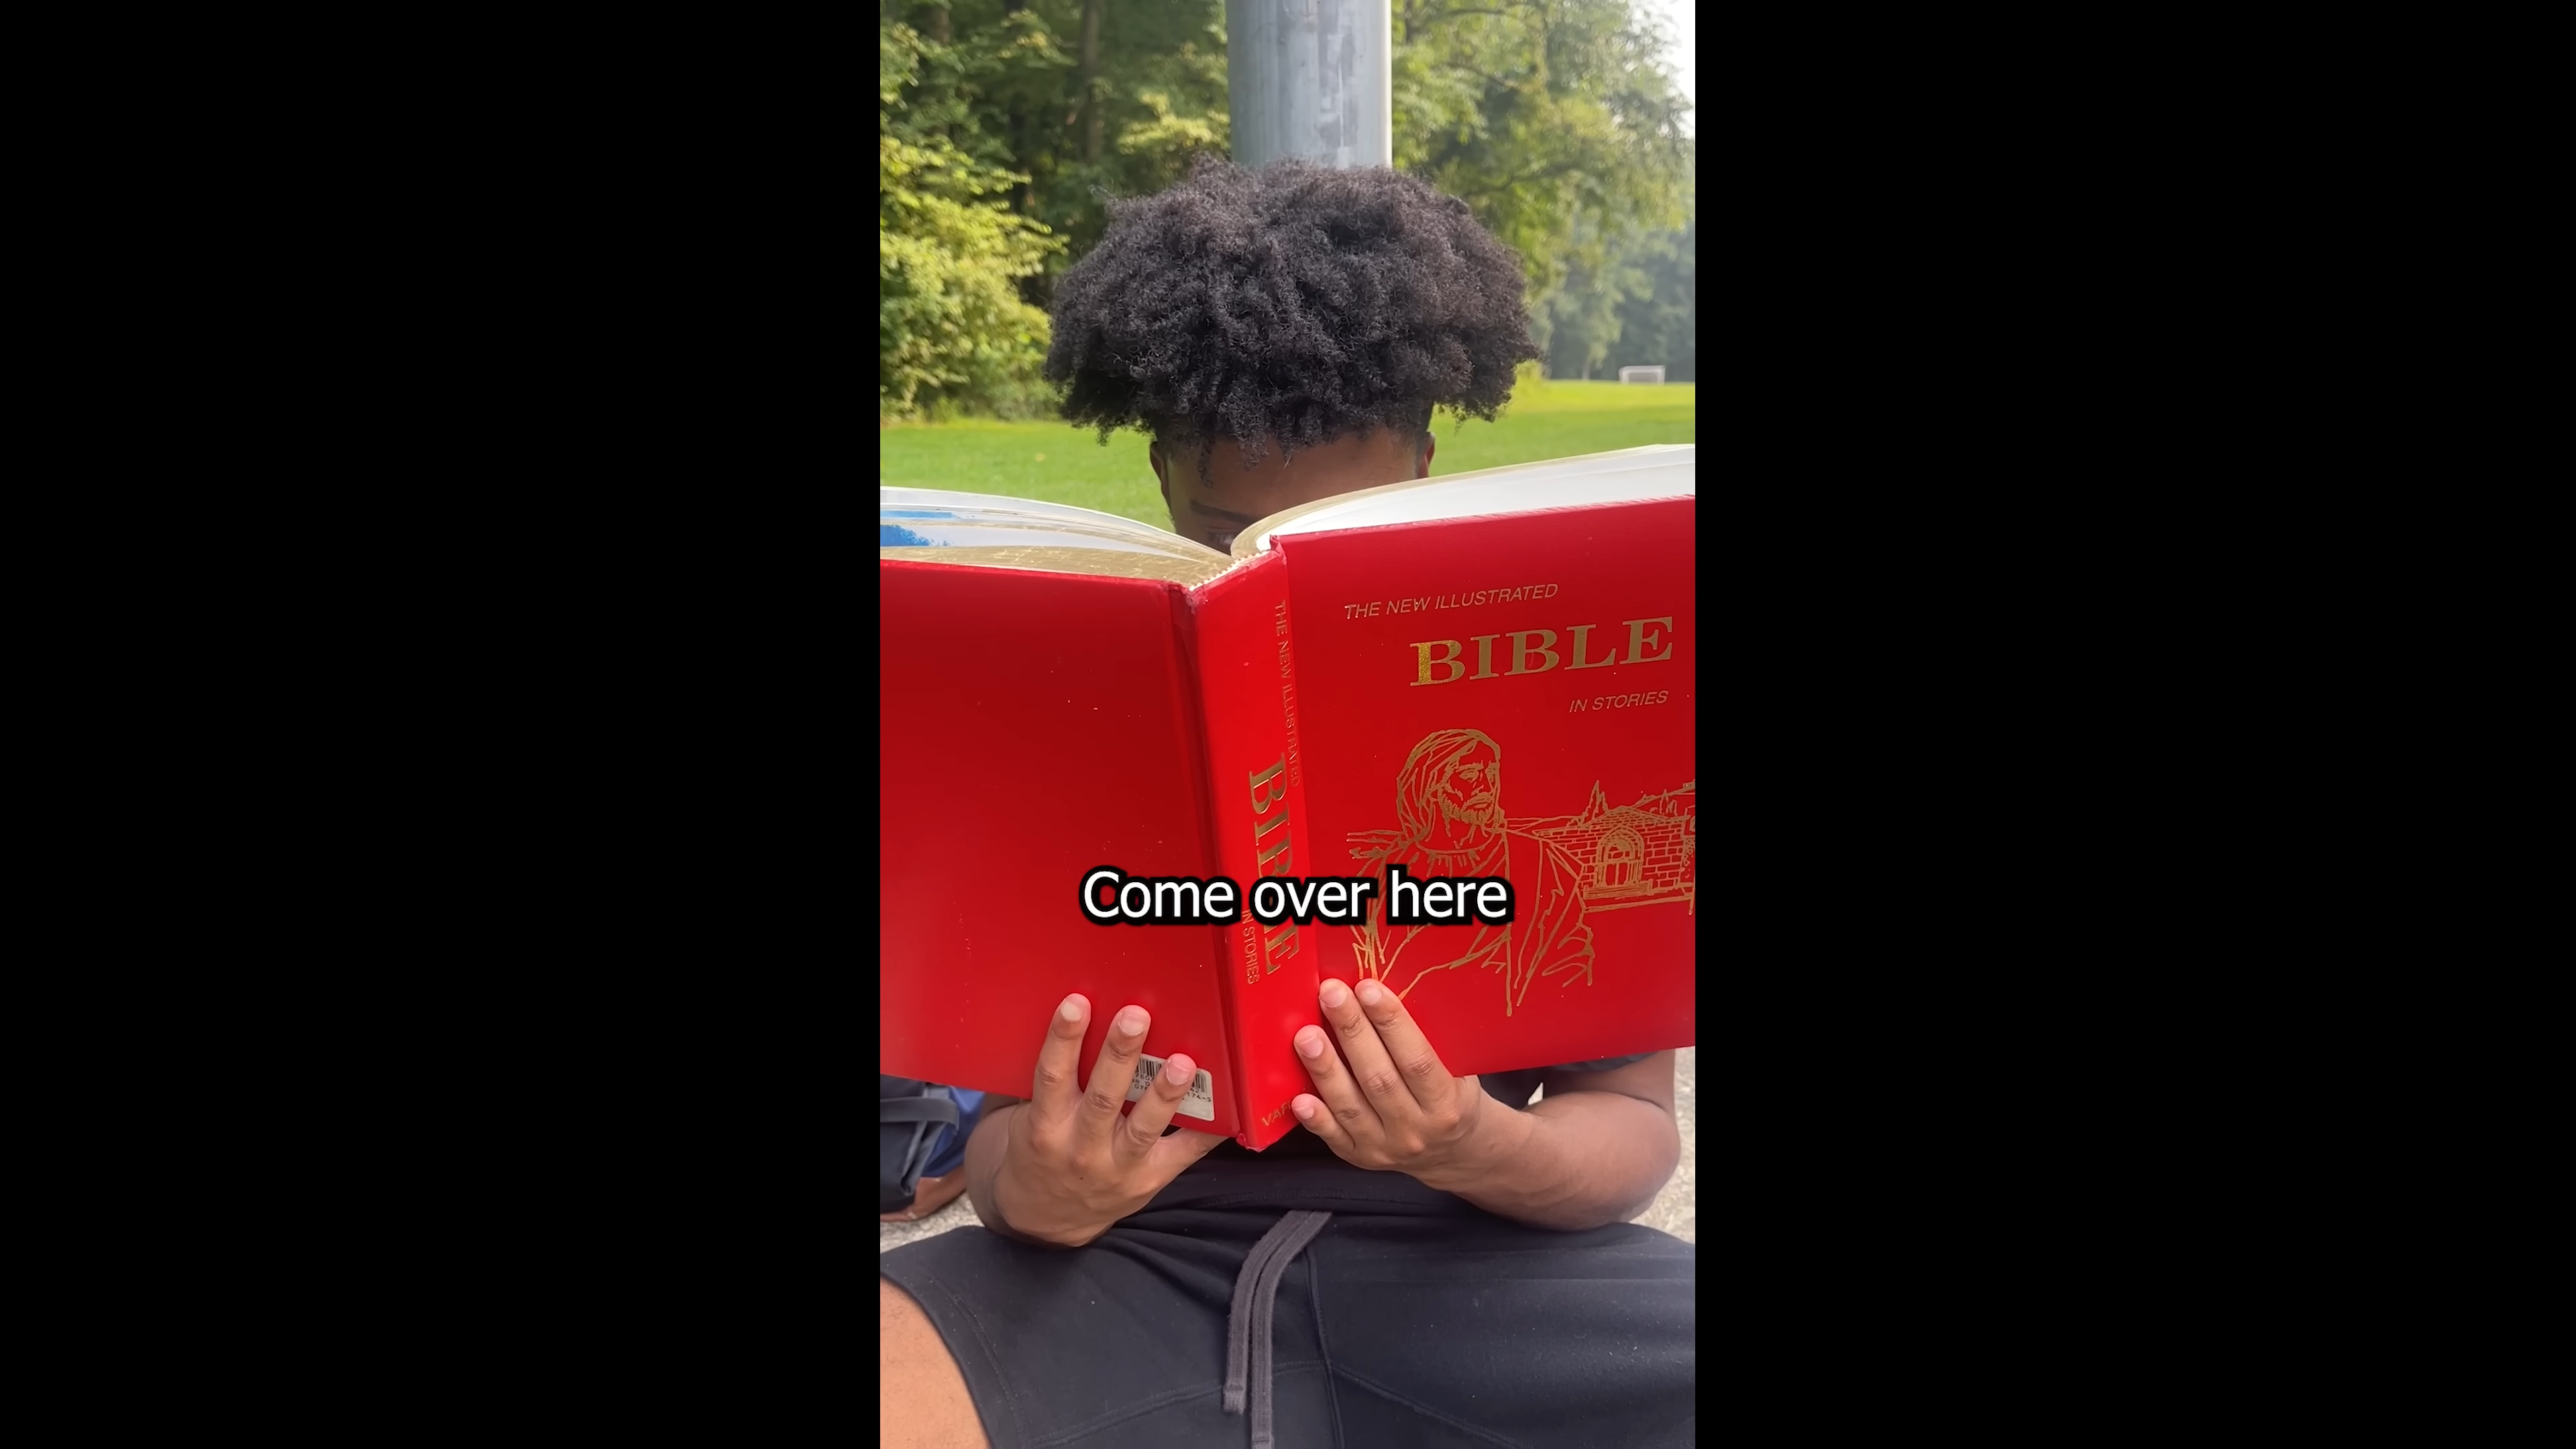 THE NEW ILLUSTRATED
BIBLE
IN STORIES
THE NEW ILLUSTRATED
BIBLE
IN STORIES
Come over here